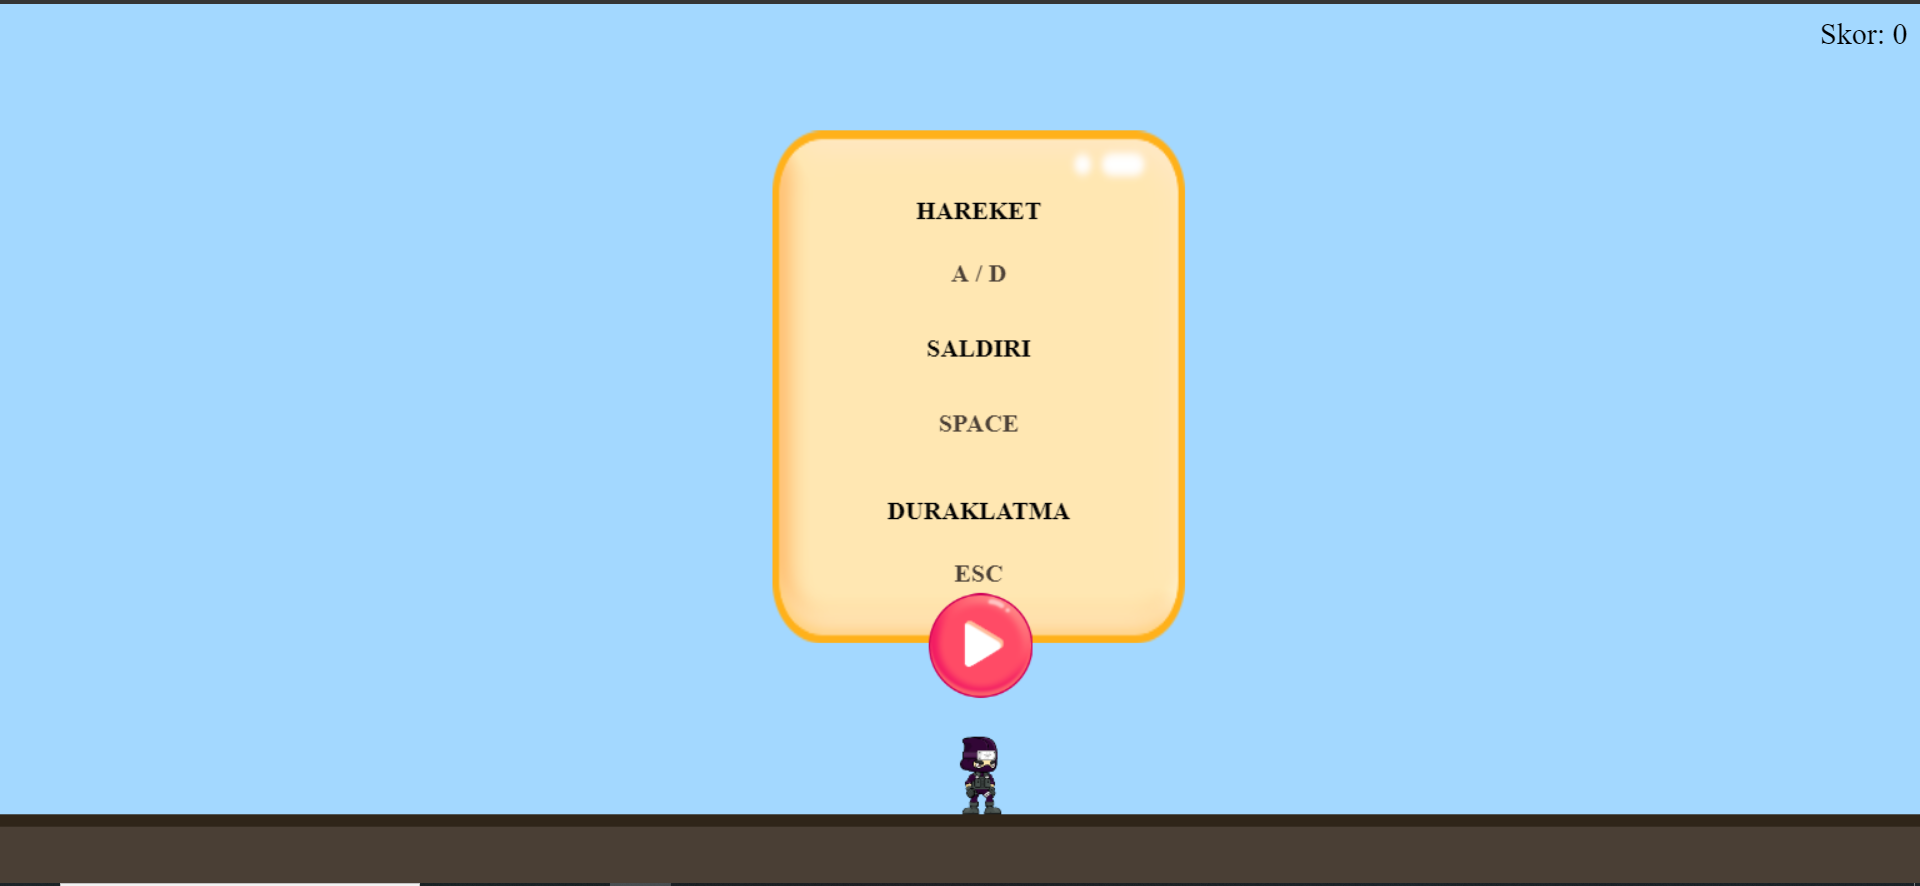 Skor: 0
HAREKET
A / D
SALDIRI
SPACE
DURAKLATMA
ESC